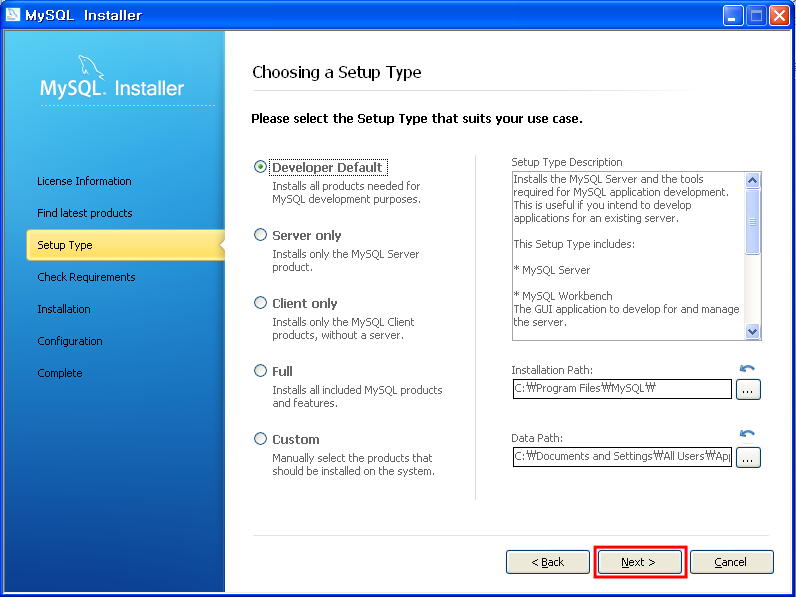 MySQL Installer
MySQL. Installer
License Information
Find latest products
Setup Type
Check Requirements
Installation
Configuration
Complete
Choosing a Setup Type
Please select the Setup Type that suits your use case.
Developer Default
Installs all products needed for
MySQL development purposes.
Server only
Installs only the MySQL Server
product.
Client only
Installs only the MySQL Client
products, without a server.
Full
Installs all included MySQL products
and features.
Custom
Manually select the products that
should be installed on the system.
Setup Type Description
Installs the MySQL Server and the tools
required for MySQL application development.
This is useful if you intend to develop
applications for an existing server.
This Setup Type includes:
* MySQL Server
* MySQL Workbench
The GUI application to develop for and manage
the server.
Installation Path:
C:₩Program Files₩MySQL₩
...
Data Path:
C:₩Documents and Settings₩All Users₩App
...
< Back
Next >
Cancel